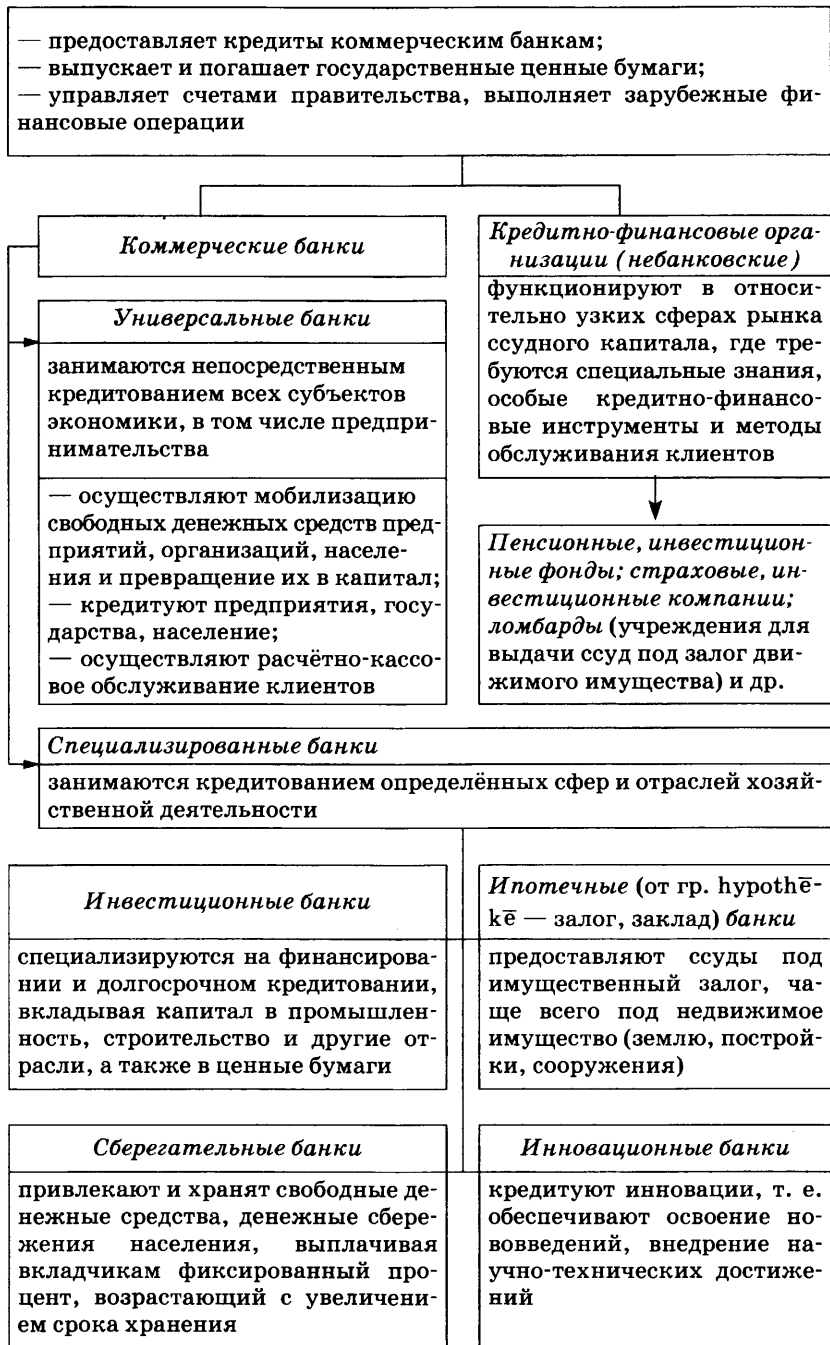 — предоставляет кредиты коммерческим банкам;
— выпускает и погашает государственные ценные бумаги;
— управляет счетами правительства, выполняет зарубежные фи-
нансовые операции
Коммерческие банки
Универсальные банки
занимаются непосредственным
кредитованием всех субъектов
экономики, в том числе предпри-
нимательства
— осуществляют мобилизацию
свободных денежных средств пред-
приятий, организаций, населе-
ния и превращение их в капитал;
— кредитуют предприятия, госу-
дарства, население;
— осуществляют расчётно-кассо-
вое обслуживание клиентов
Кредитно-финансовые орга-
низации (небанковские)
функционируют в относи-
тельно узких сферах рынка
ссудного капитала, где тре-
буются специальные знания,
особые кредитно-финансо-
вые инструменты и методы
обслуживания клиентов
Пенсионные, инвестицион-
ные фонды; страховые, ин-
вестиционные компании;
ломбарды (учреждения для
выдачи ссуд под залог дви-
жимого имущества) и др.
Специализированные банки
занимаются кредитованием определённых сфер и отраслей хозяй-
ственной деятельности
Инвестиционные банки
специализируются на финансирова-
нии и долгосрочном кредитовании,
вкладывая капитал в промышлен-
ность, строительство и другие от-
расли, а также в ценные бумаги
Ипотечные (от гр. hypothē-
kē — залог, заклад) банки
предоставляют ссуды под
имущественный залог, ча-
ще всего под недвижимое
имущество (землю, построй-
ки, сооружения)
Сберегательные банки
привлекают и хранят свободные де-
нежные средства, денежные сбере-
жения населения, выплачивая
вкладчикам фиксированный про-
цент, возрастающий с увеличени-
ем срока хранения
Инновационные банки
кредитуют инновации, т. е.
обеспечивают освоение но-
вовведений, внедрение на-
учно-технических достиже-
ний